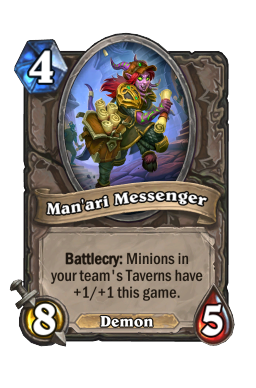 4
Man'ari Messenger
Battlecry: Minions in
your team's Taverns have
+1/+1 this game.
8
Demon
5